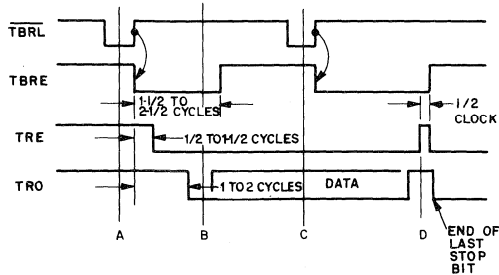 TBRL
TBRE
1-1/2 TO
2-1/2 CYCLES
1/2
CLOCK
TRE
1/2 TO 1-1/2 CYCLES
TRO
1 TO 2 CYCLES
DATA
A
B
C
D
END OF
LAST
STOP
BIT